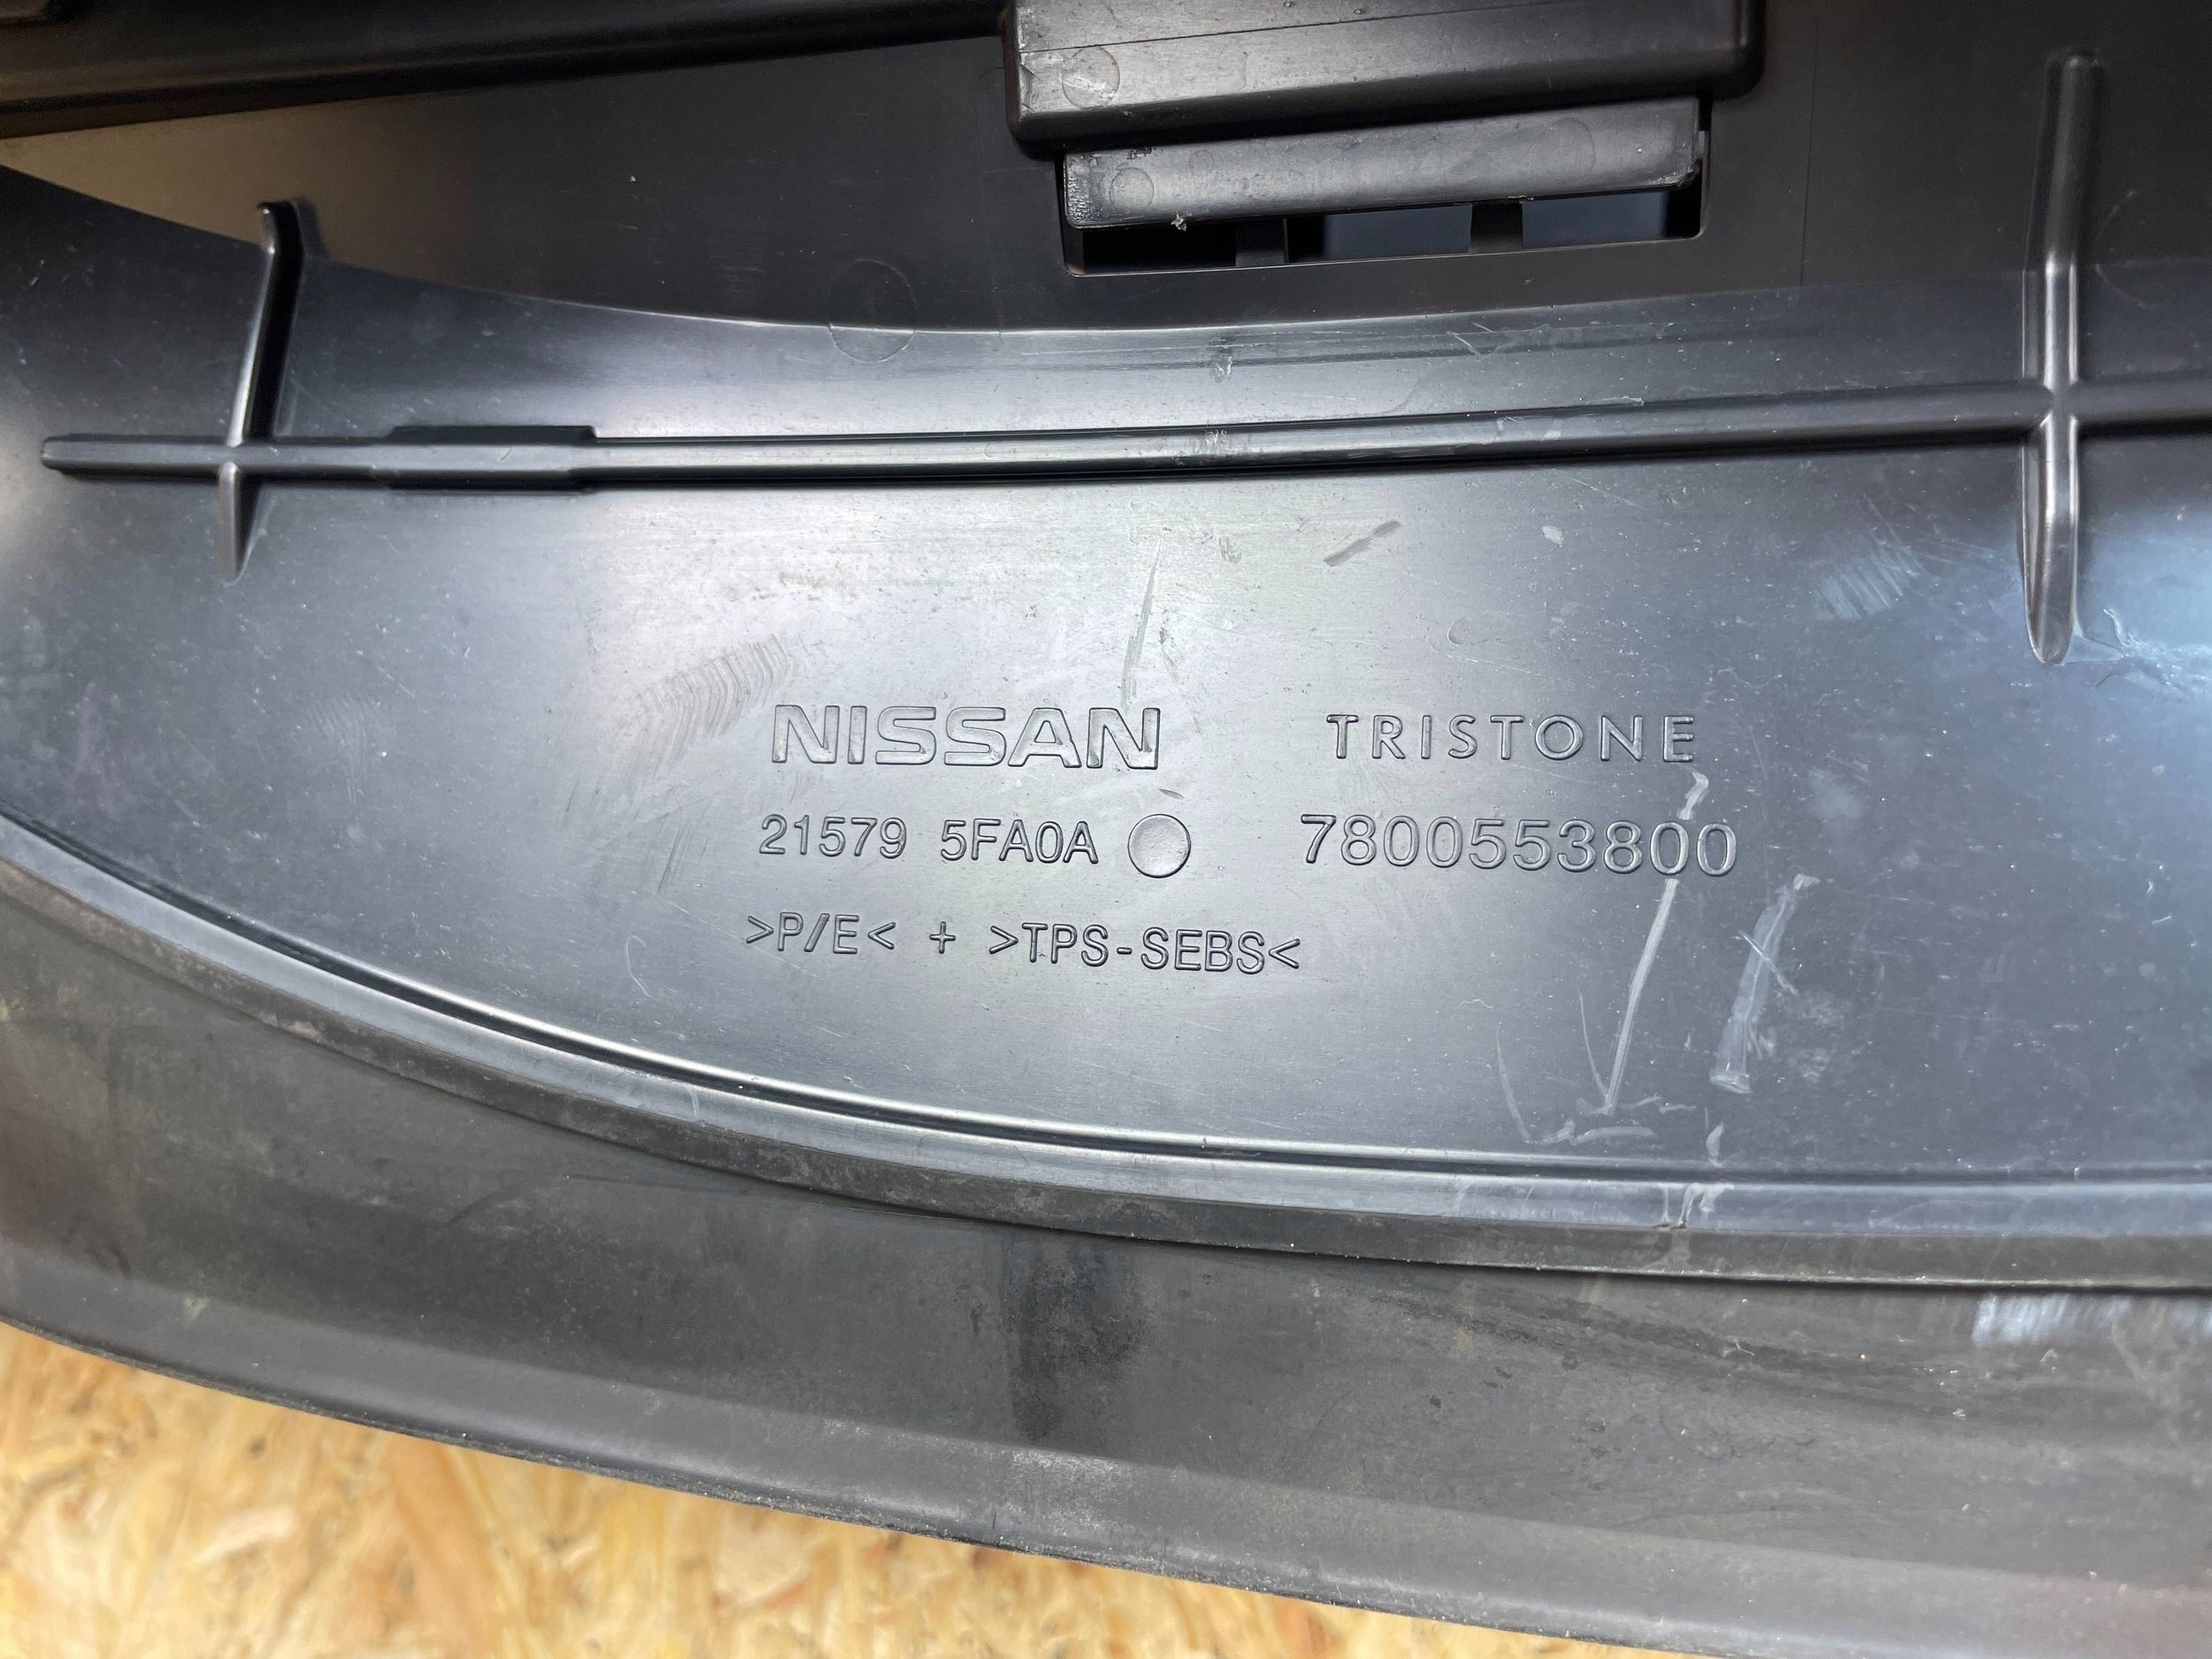 NISSAN TRISTONE
21579 5FA0A 7800553800
>P/E< + >TPS-SEBS<